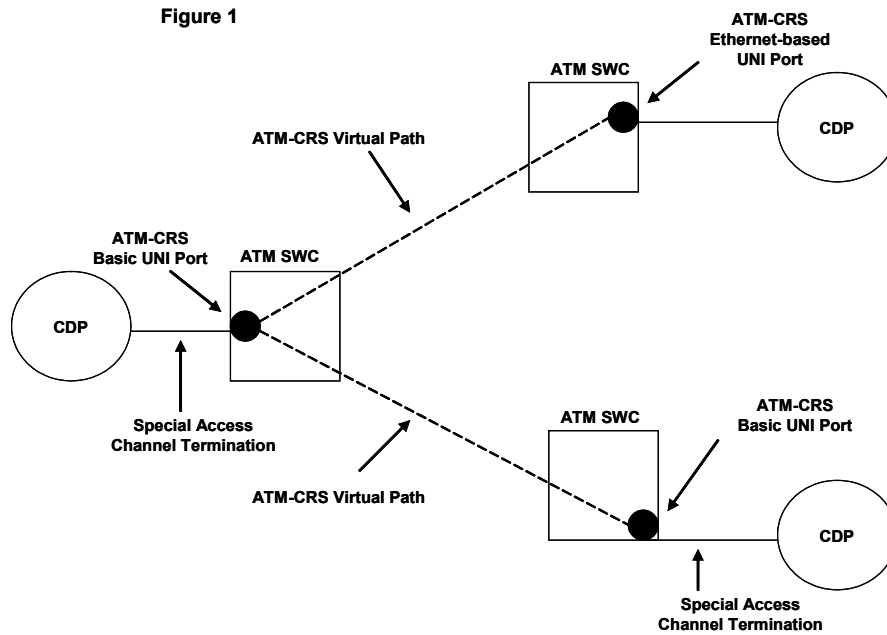 Figure 1
ATM-CRS
Ethernet-based
UNI Port
ATM SWC
CDP
ATM-CRS Virtual Path
ATM-CRS
Basic UNI Port
ATM SWC
CDP
Special Access
Channel Termination
ATM SWC
ATM-CRS
Basic UNI Port
ATM-CRS Virtual Path
CDP
Special Access
Channel Termination